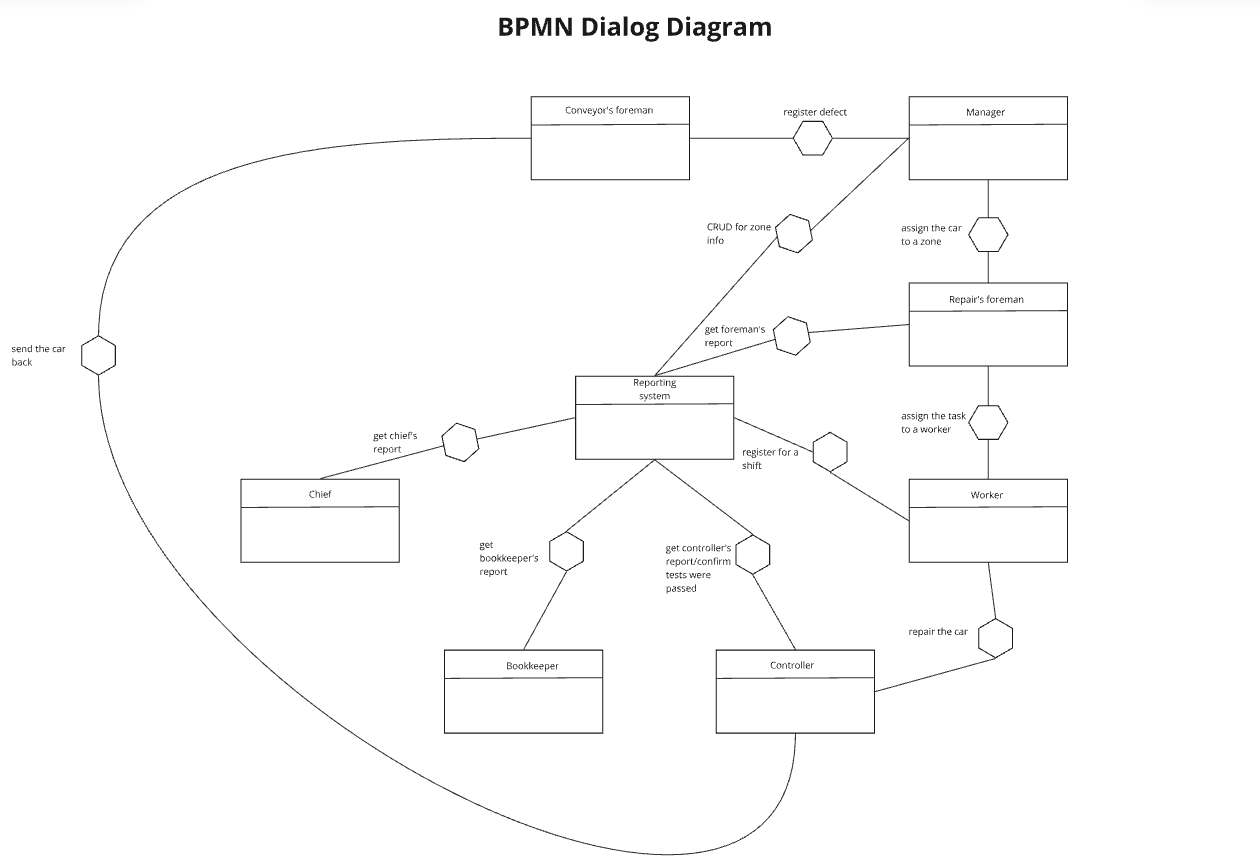 BPMN Dialog Diagram
Conveyor's foreman
register defect
Manager
CRUD for zone
info
assign the car
to a zone
Repair's foreman
get foreman's
report
send the car
back
Reporting
system
assign the task
to a worker
get chief's
report
register for a
shift
Chief
Worker
get
bookkeeper's
report
get controller's
report/confirm
tests were
passed
repair the car
Bookkeeper
Controller